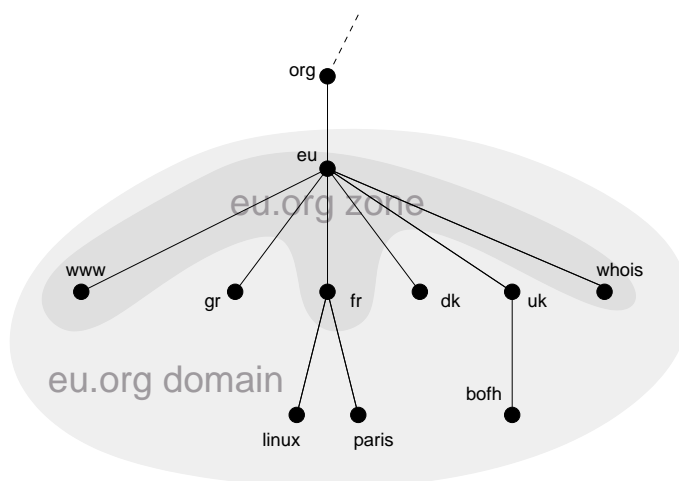 org
eu
eu.org zone
www
whois
gr
fr
dk
uk
eu.org domain
bofh
linux
paris